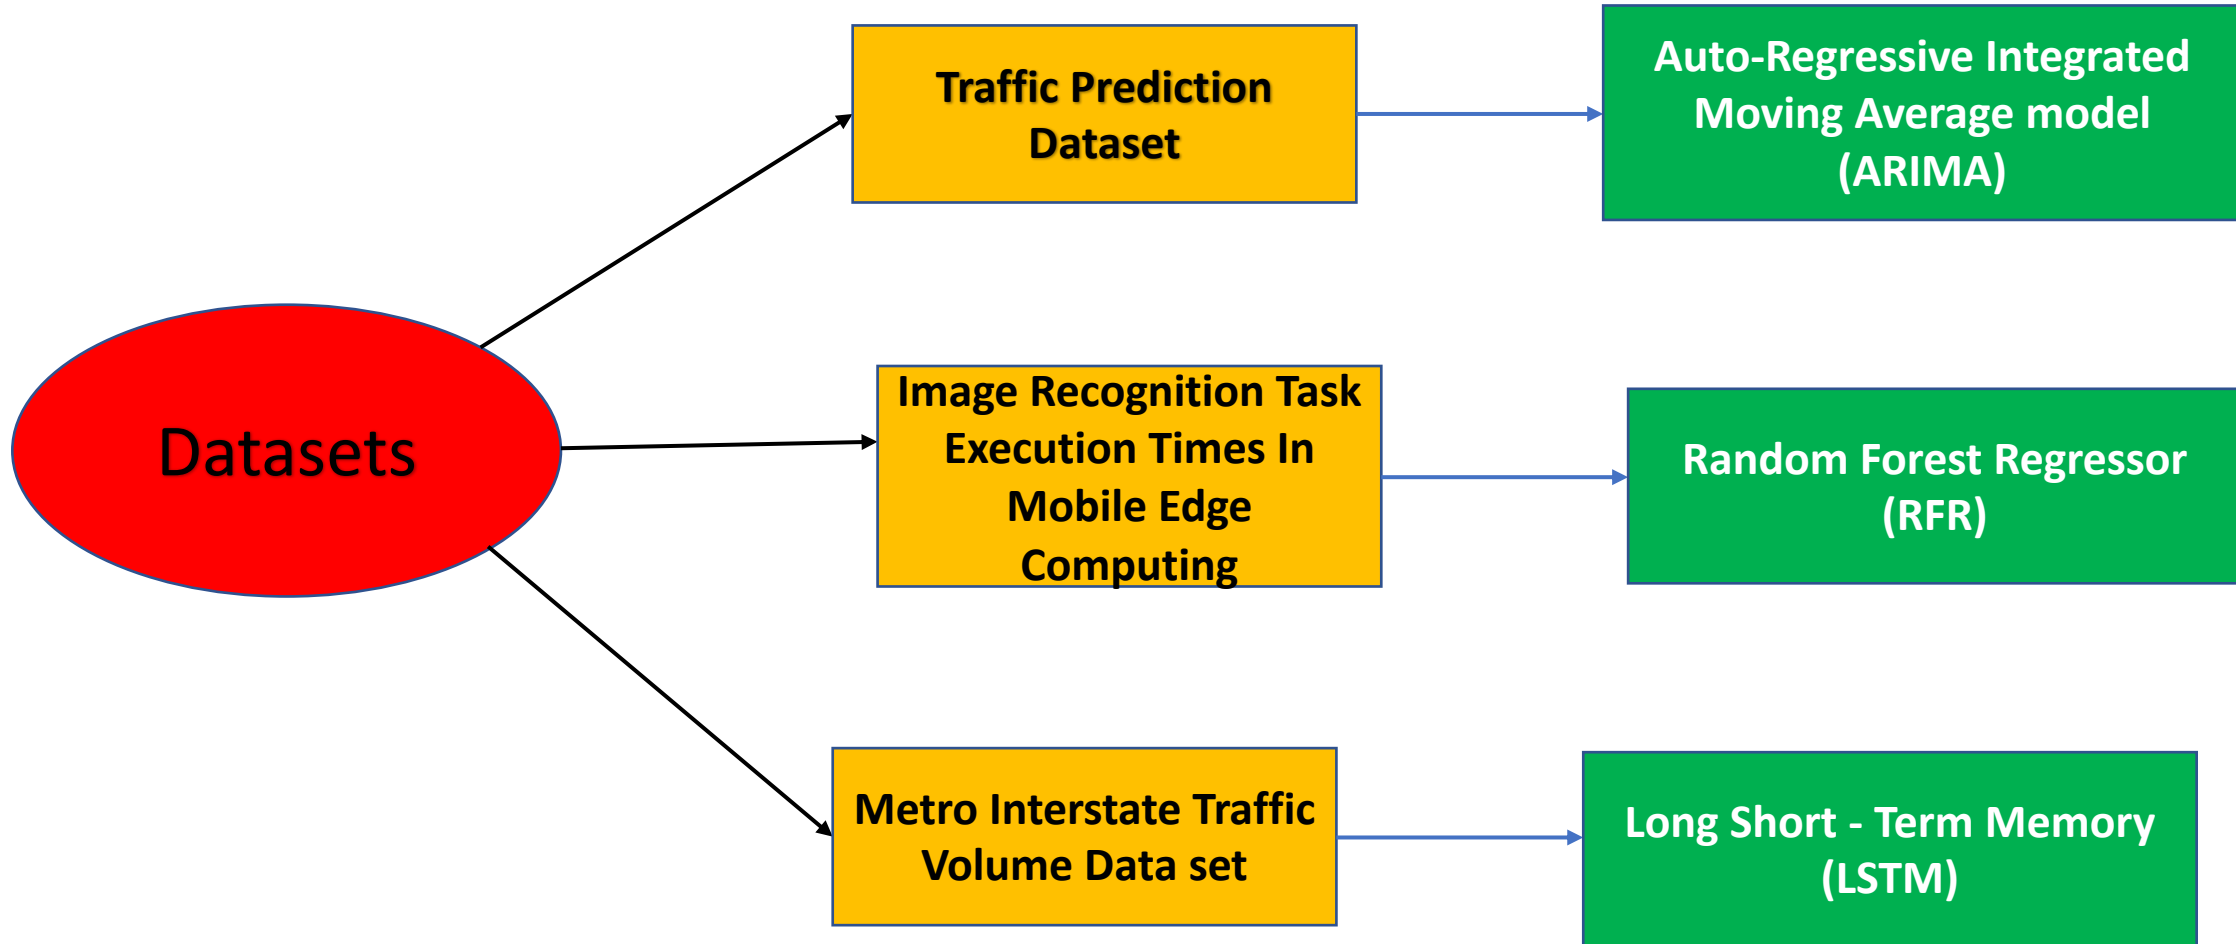 Datasets
Traffic Prediction
Dataset
Auto-Regressive Integrated
Moving Average model
(ARIMA)
Image Recognition Task
Execution Times In
Mobile Edge
Computing
Random Forest Regressor
(RFR)
Metro Interstate Traffic
Volume Data set
Long Short - Term Memory
(LSTM)